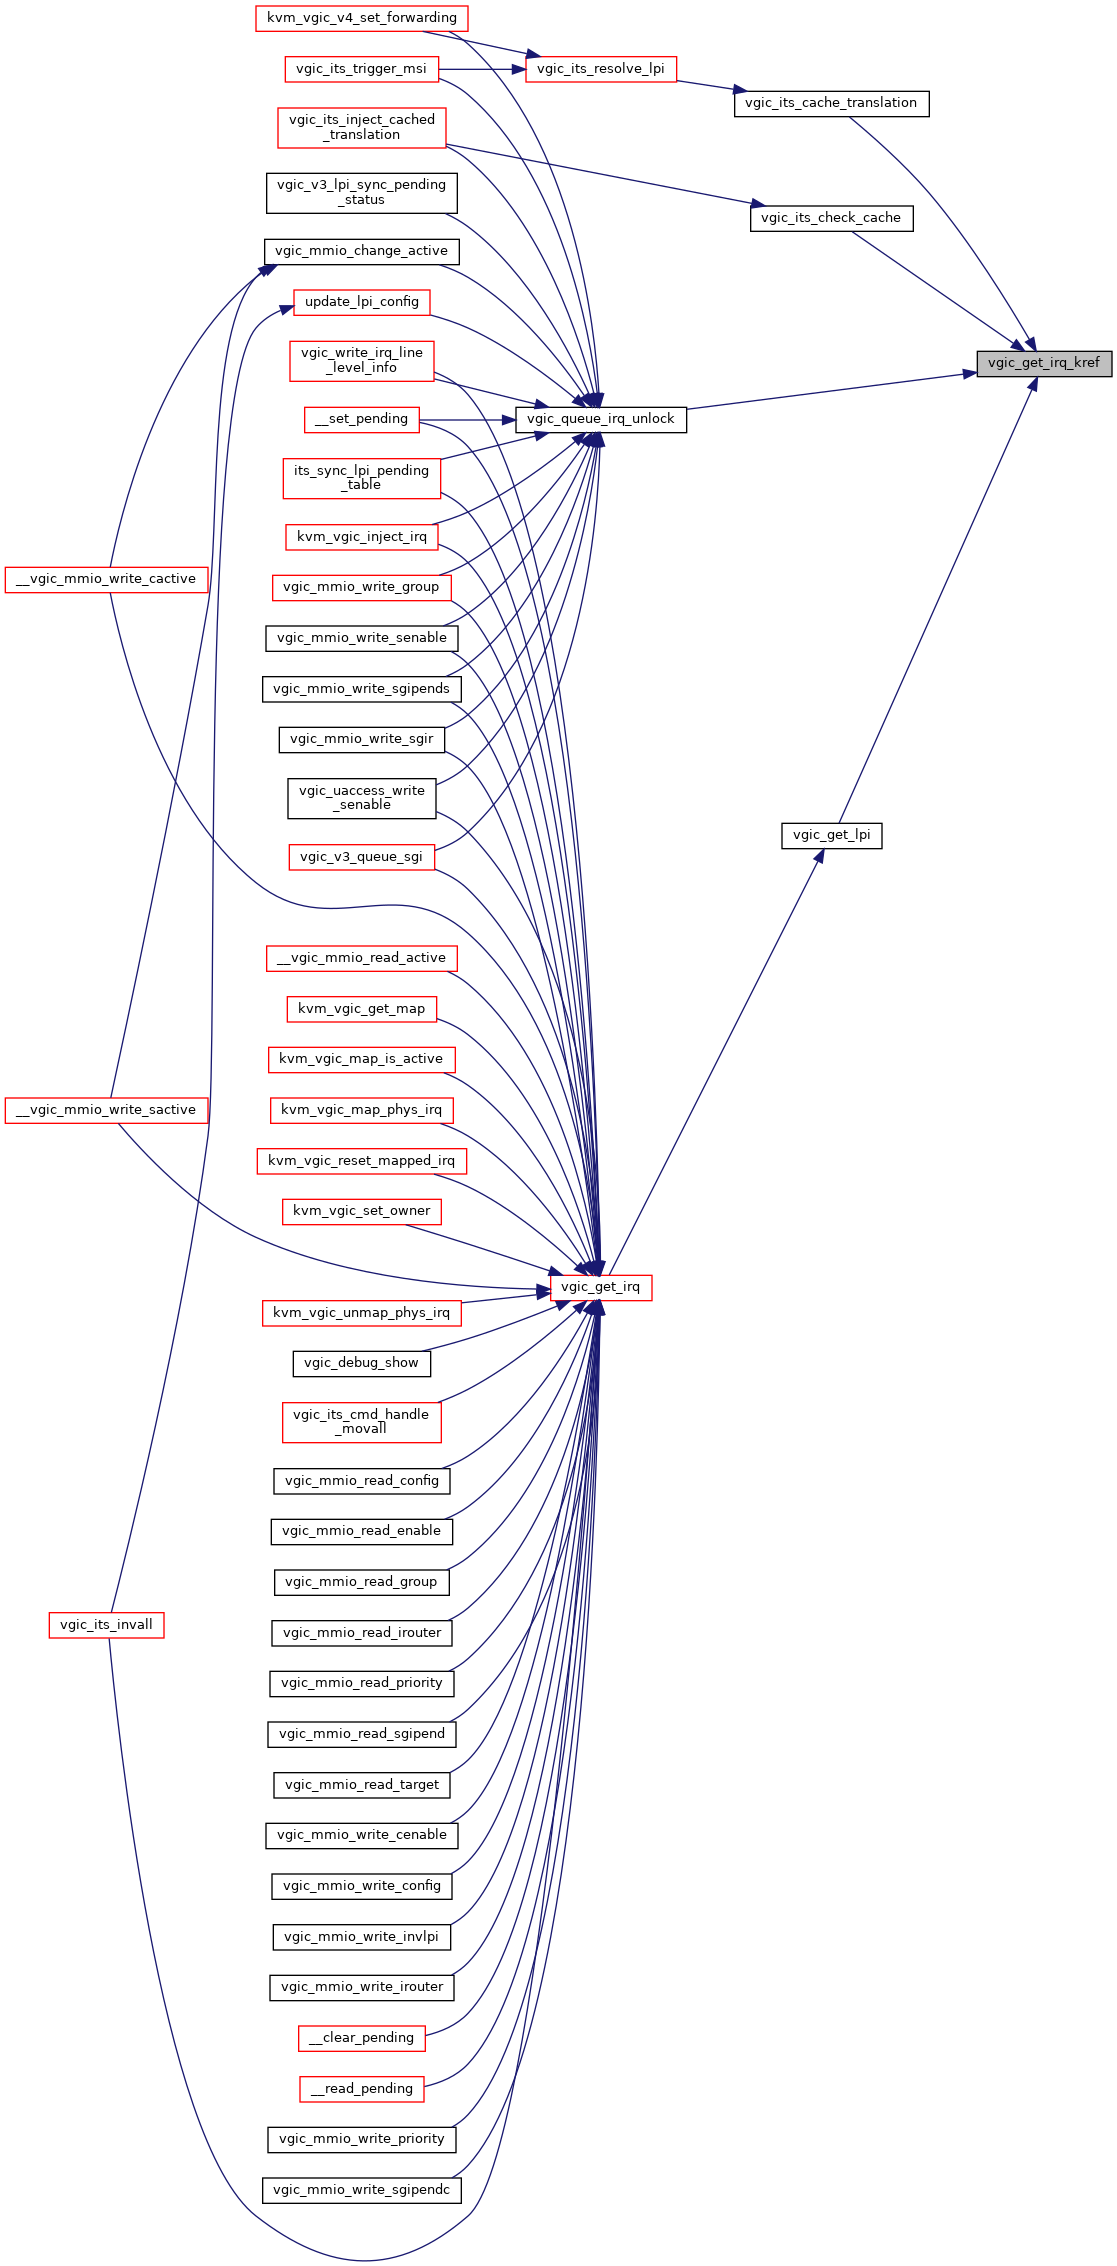 kvm_vgic_v4_set_forwarding
vgic_its_trigger_msi
vgic_its_resolve_lpi
vgic_its_cache_translation
vgic_its_inject_cached
_translation
vgic_v3_lpi_sync_pending
_status
vgic_its_check_cache
vgic_mmio_change_active
update_lpi_config
vgic_write_irq_line
_level_info
vgic_get_irq_kref
__set_pending
vgic_queue_irq_unlock
its_sync_lpi_pending
_table
kvm_vgic_inject_irq
__vgic_mmio_write_cactive
vgic_mmio_write_group
vgic_mmio_write_senable
vgic_mmio_write_sgipends
vgic_mmio_write_sgir
vgic_uaccess_write
_senable
vgic_get_lpi
vgic_v3_queue_sgi
__vgic_mmio_read_active
kvm_vgic_get_map
kvm_vgic_map_is_active
__vgic_mmio_write_sactive
kvm_vgic_map_phys_irq
kvm_vgic_reset_mapped_irq
kvm_vgic_set_owner
vgic_get_irq
kvm_vgic_unmap_phys_irq
vgic_debug_show
vgic_its_cmd_handle
_movall
vgic_mmio_read_config
vgic_mmio_read_enable
vgic_mmio_read_group
vgic_its_invall
vgic_mmio_read_irouter
vgic_mmio_read_priority
vgic_mmio_read_sgipend
vgic_mmio_read_target
vgic_mmio_write_cenable
vgic_mmio_write_config
vgic_mmio_write_invlpi
vgic_mmio_write_irouter
__clear_pending
__read_pending
vgic_mmio_write_priority
vgic_mmio_write_sgipendc